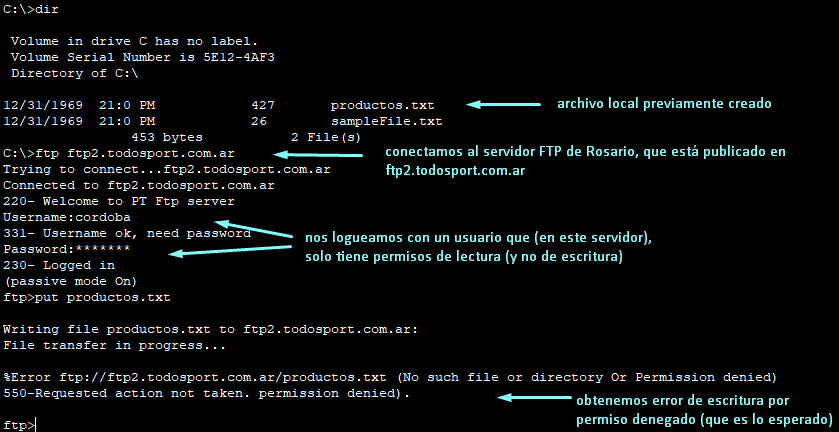 C:\>dir
Volume in drive C has no label.
Volume Serial Number is 5E12-4AF3
Directory of C:\
12/31/1969 21:0 PM 427 productos.txt archivo local previamente creado
12/31/1969 21:0 PM 26 sampleFile.txt
453 bytes 2 File(s)
C:\>ftp ftp2.todosport.com.ar
conectamos al servidor FTP de Rosario, que está publicado en
ftp2.todosport.com.ar
Trying to connect...ftp2.todosport.com.ar
Connected to ftp2.todosport.com.ar
220- Welcome to PT Ftp server
Username:cordoba
331- Username ok, need password
Password:*******
nos logueamos con un usuario que (en este servidor),
solo tiene permisos de lectura (y no de escritura)
230- Logged in
(passive mode On)
ftp>put productos.txt
Writing file productos.txt to ftp2.todosport.com.ar:
File transfer in progress...
%Error ftp://ftp2.todosport.com.ar/productos.txt (No such file or directory Or Permission denied)
550-Requested action not taken. permission denied).
obtenemos error de escritura por
permiso denegado (que es lo esperado)
ftp>